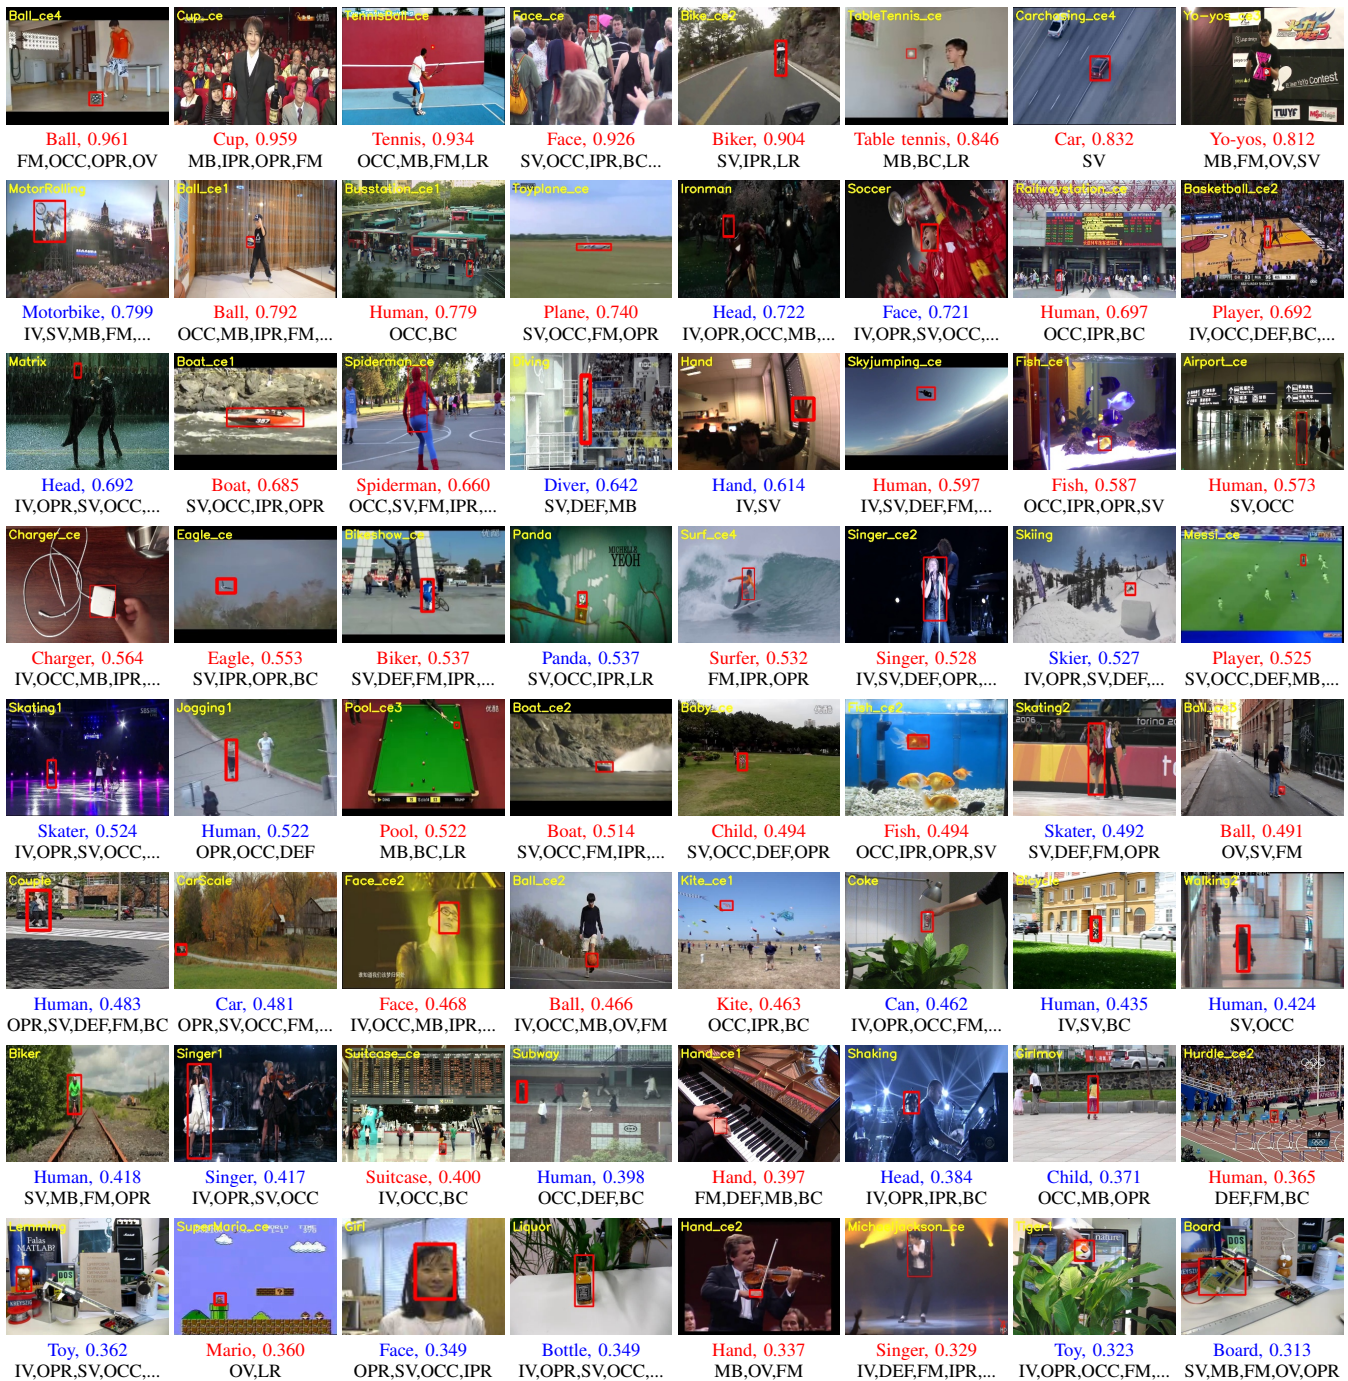 Ball_ce4 Cup_ce TennisBall_ce Face_ce Bike_ce2 TableTennis_ce Carchasing_ce4 Yo-yos_ce3
Ball, 0.961 Cup, 0.959 Tennis, 0.934 Face, 0.926 Biker, 0.904 Table tennis, 0.846 Car, 0.832 Yo-yos, 0.812
FM,OCC,OPR,OV MB,IPR,OPR,FM OCC,MB,FM,LR SV,OCC,IPR,BC... SV,IPR,LR MB,BC,LR SV MB,FM,OV,SV
MotorRolling Ball_ce1 Busstation_ce1 Toyplane_ce Ironman Soccer Railwaystation_ce Basketball_ce2
Motorbike, 0.799 Ball, 0.792 Human, 0.779 Plane, 0.740 Head, 0.722 Face, 0.721 Human, 0.697 Player, 0.692
IV,SV,MB,FM,... OCC,MB,IPR,FM,... OCC,BC SV,OCC,FM,OPR IV,OPR,OCC,MB,... IV,OPR,SV,OCC,... OCC,IPR,BC IV,OCC,DEF,BC,...
Matrix Boat_ce1 Spiderman_ce Diving Hand Skyjumping_ce Fish_ce1 Airport_ce
Head, 0.692 Boat, 0.685 Spiderman, 0.660 Diver, 0.642 Hand, 0.614 Human, 0.597 Fish, 0.587 Human, 0.573
IV,OPR,SV,OCC,... SV,OCC,IPR,OPR OCC,SV,FM,IPR,... SV,DEF,MB IV,SV IV,SV,DEF,FM,... OCC,IPR,OPR,SV SV,OCC
Charger_ce Eagle_ce Bikeshow_ce Panda MICHELLE YEOH Surf_ce4 Singer_ce2 Skiing Messi_ce
Charger, 0.564 Eagle, 0.553 Biker, 0.537 Panda, 0.537 Surfer, 0.532 Singer, 0.528 Skier, 0.527 Player, 0.525
IV,OCC,MB,IPR,... SV,IPR,OPR,BC SV,DEF,FM,IPR,... SV,OCC,IPR,LR FM,IPR,OPR IV,SV,DEF,OPR,... IV,OPR,SV,DEF,... SV,OCC,DEF,MB,...
Skating1 Jogging1 Pool_ce3 Boat_ce2 Baby_ce Fish_ce2 Skating2 Ball_ce3
Skater, 0.524 Human, 0.522 Pool, 0.522 Boat, 0.514 Child, 0.494 Fish, 0.494 Skater, 0.492 Ball, 0.491
IV,OPR,SV,OCC,... OPR,OCC,DEF MB,BC,LR SV,OCC,FM,IPR,... SV,OCC,DEF,OPR OCC,IPR,OPR,SV SV,DEF,FM,OPR OV,SV,FM
Couple CarScale Face_ce2 Ball_ce2 Kite_ce1 Coke Bicycle Walking2
Human, 0.483 Car, 0.481 Face, 0.468 Ball, 0.466 Kite, 0.463 Can, 0.462 Human, 0.435 Human, 0.424
OPR,SV,DEF,FM,BC OPR,SV,OCC,FM,... IV,OCC,MB,IPR,... IV,OCC,MB,OV,FM OCC,IPR,BC IV,OPR,OCC,FM,... IV,SV,BC SV,OCC
Biker Singer1 Suitcase_ce Subway Hand_ce1 Shaking Girlmov Hurdle_ce2
Human, 0.418 Singer, 0.417 Suitcase, 0.400 Human, 0.398 Hand, 0.397 Head, 0.384 Child, 0.371 Human, 0.365
SV,MB,FM,OPR IV,OPR,SV,OCC IV,OCC,BC OCC,DEF,BC FM,DEF,MB,BC IV,OPR,IPR,BC OCC,MB,OPR DEF,FM,BC
Lemming Falas MATLAB? DOS SuperMario_ce Girl Liquor Hand_ce2 Michaeljackson_ce Tiger1 nature Board DOS
Toy, 0.362 Mario, 0.360 Face, 0.349 Bottle, 0.349 Hand, 0.337 Singer, 0.329 Toy, 0.323 Board, 0.313
IV,OPR,SV,OCC,... OV,LR OPR,SV,OCC,IPR IV,OPR,SV,OCC,... MB,OV,FM IV,DEF,FM,IPR,... IV,OPR,OCC,FM,... SV,MB,FM,OV,OPR